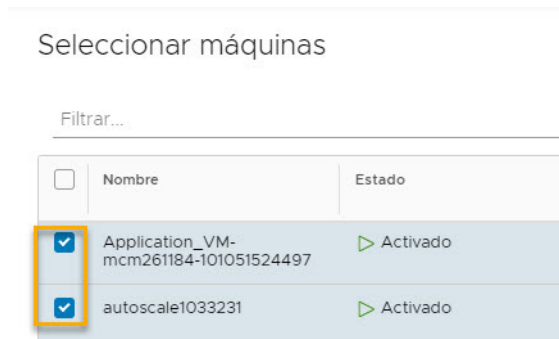 Seleccionar máquinas
Filtrar...
Nombre Estado
Application_VM- Activado
mcm261184-101051524497
autoscale1033231 Activado